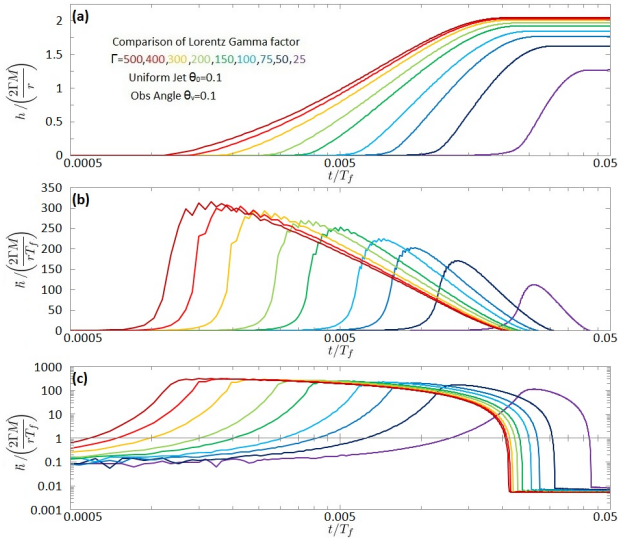 (a)
Comparison of Lorentz Gamma factor
Γ=500,400,300,200,150,100,75,50,25
Uniform Jet θ₀=0.1
Obs Angle θᵥ=0.1
h /(2ΓM/r)
2
1.5
1
0.5
0
0.0005
0.005
0.05
t/T_f
(b)
ḣ /(2ΓM/rT_f)
350
300
250
200
150
100
50
0
0.0005
0.005
0.05
t/T_f
(c)
ḣ /(2ΓM/rT_f)
1000
100
10
1
0.1
0.01
0.001
0.0005
0.005
0.05
t/T_f